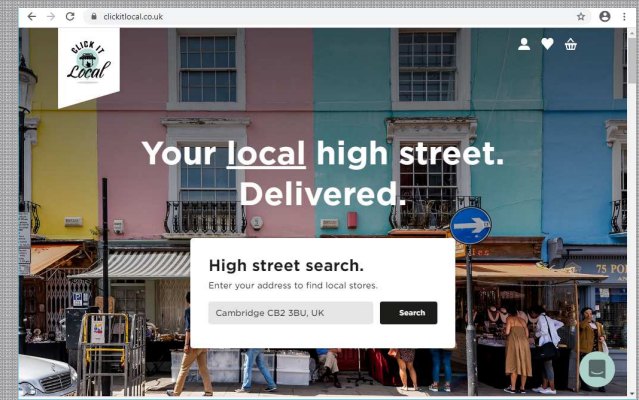 clickitlocal.co.uk
CLICK IT
Local
Your local high street.
Delivered.
High street search.
Enter your address to find local stores.
Cambridge CB2 3BU, UK
Search
75 PO